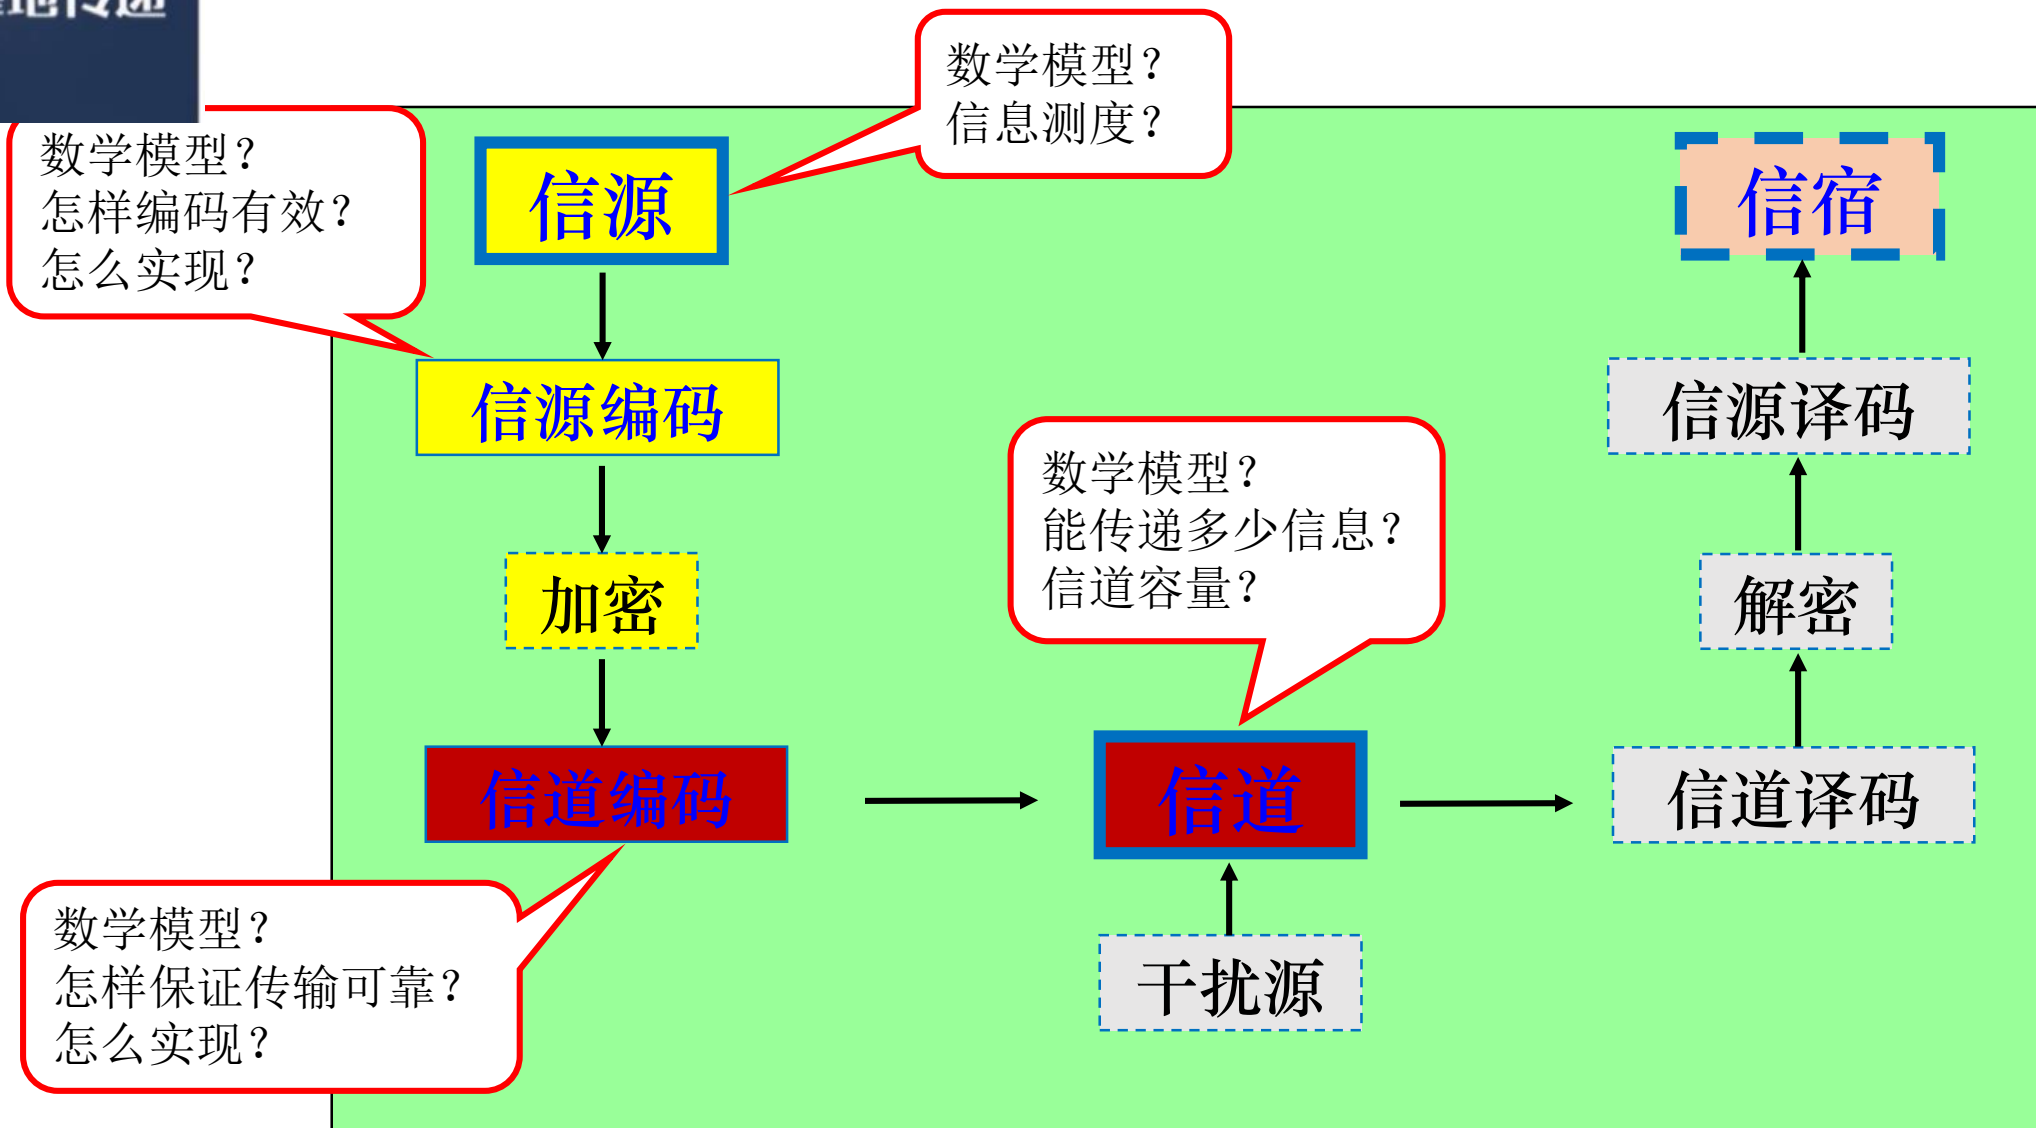 地传递
数学模型？
信息测度？
数学模型？
怎样编码有效？
怎么实现？
信源
信宿
信源编码
信源译码
数学模型？
能传递多少信息？
信道容量？
加密
解密
信道编码
信道
信道译码
数学模型？
怎样保证传输可靠？
怎么实现？
干扰源